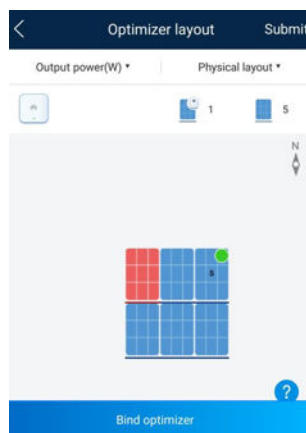 Optimizer layout Submit
Output power(W) Physical layout
1 5
N
5
?
Bind optimizer